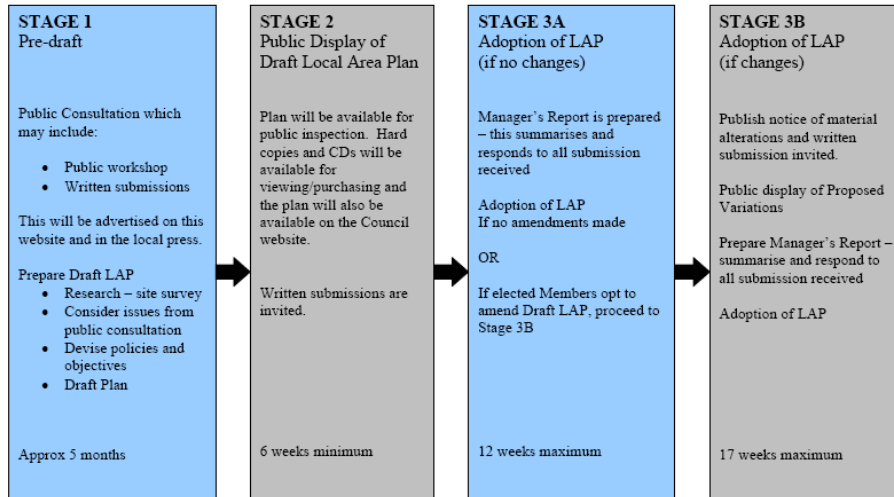 STAGE 1
Pre-draft
Public Consultation which
may include:
• Public workshop
• Written submissions
This will be advertised on this
website and in the local press.
Prepare Draft LAP
• Research – site survey
• Consider issues from
public consultation
• Devise policies and
objectives
• Draft Plan
Approx 5 months
STAGE 2
Public Display of
Draft Local Area Plan
Plan will be available for
public inspection. Hard
copies and CDs will be
available for
viewing/purchasing and
the plan will also be
available on the Council
website.
Written submissions are
invited.
6 weeks minimum
STAGE 3A
Adoption of LAP
(if no changes)
Manager’s Report is prepared
– this summarises and
responds to all submission
received
Adoption of LAP
If no amendments made
OR
If elected Members opt to
amend Draft LAP, proceed to
Stage 3B
12 weeks maximum
STAGE 3B
Adoption of LAP
(if changes)
Publish notice of material
alterations and written
submission invited.
Public display of Proposed
Variations
Prepare Manager’s Report –
summarise and respond to
all submission received
Adoption of LAP
17 weeks maximum